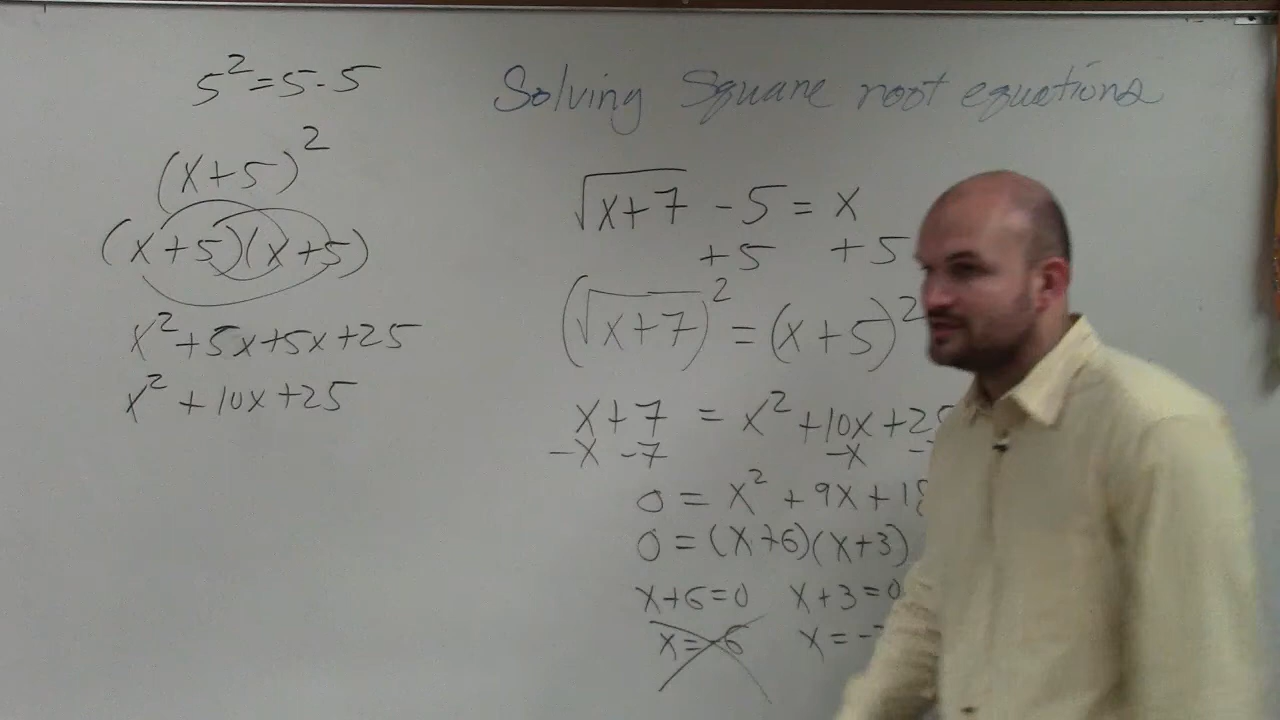 5² = 5 - 5
(x+5)²
(x+5)(x+5)
x²+5x+5x+25
x² + 10x +25
Solving Square root equations
√x+7 - 5 = x
+5 +5
(√x+7)² = (x+5)²
x+7 = x² +10x +25
-x -7 -x -
0 = x² + 9x + 18
0 = (x+6)(x+3)
x+6=0 x+3=0
x=-6 x=-